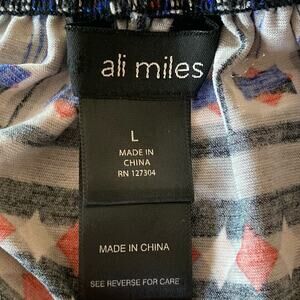 ali miles
L
MADE IN
CHINA
RN 127304
MADE IN CHINA
SEE REVERSE FOR CARE